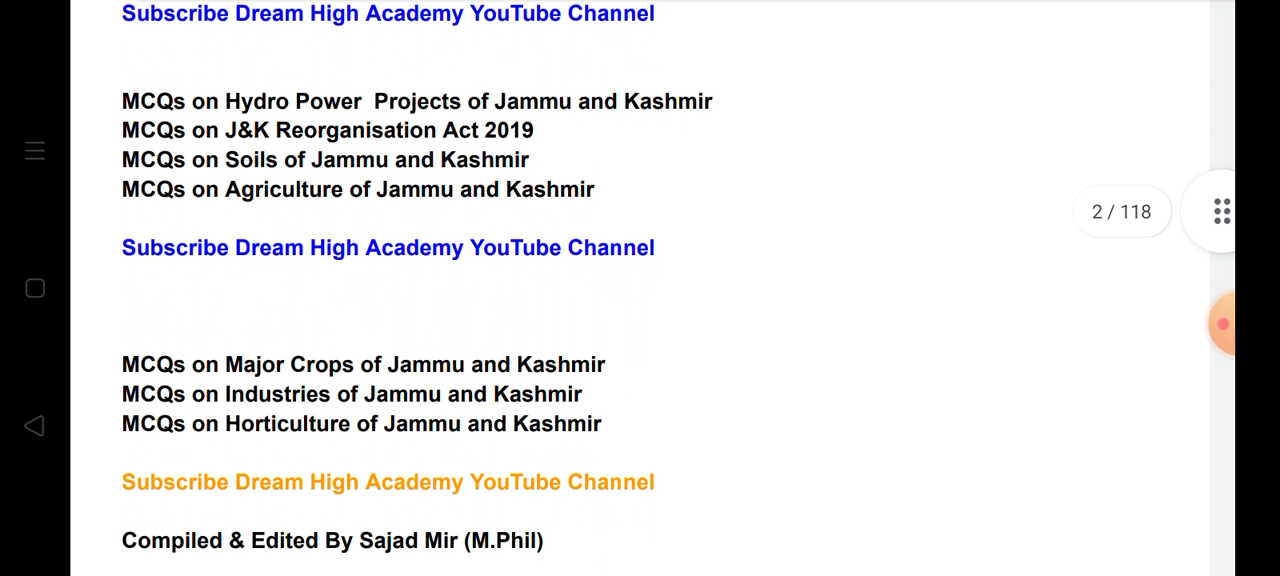 Subscribe Dream High Academy YouTube Channel
MCQs on Hydro Power Projects of Jammu and Kashmir
MCQs on J&K Reorganisation Act 2019
MCQs on Soils of Jammu and Kashmir
MCQs on Agriculture of Jammu and Kashmir
2 / 118
Subscribe Dream High Academy YouTube Channel
MCQs on Major Crops of Jammu and Kashmir
MCQs on Industries of Jammu and Kashmir
MCQs on Horticulture of Jammu and Kashmir
Subscribe Dream High Academy YouTube Channel
Compiled & Edited By Sajad Mir (M.Phil)